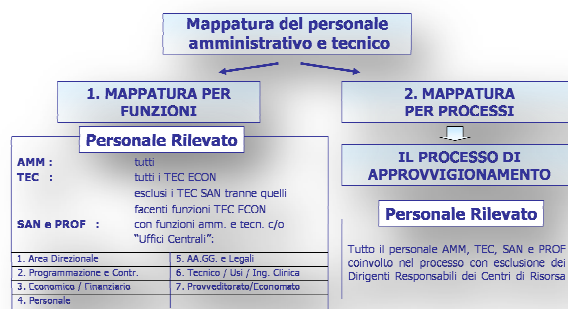 Mappatura del personale
amministrativo e tecnico
1. MAPPATURA PER
FUNZIONI
Personale Rilevato
AMM : tutti
TEC : tutti i TEC ECON
esclusi i TEC SAN tranne quelli
facenti funzioni TEC ECON
SAN e PROF : con funzioni amm. e tecn. c/o
"Uffici Centrali":
1. Area Direzionale
2. Programmazione e Contr.
3. Economico / Finanziario
4. Personale
5. AA.GG. e Legali
6. Tecnico / Usi / Ing. Clirica
7. Provveditorato/Economato
2. MAPPATURA
PER PROCESSI
IL PROCESSO DI
APPROVVIGIONAMENTO
Personale Rilevato
Tutto il personale AMM, TEC, SAN e PROF
coinvolto nel processo con esclusione dei
Dirigenti Responsabili dei Centri di Risorsa